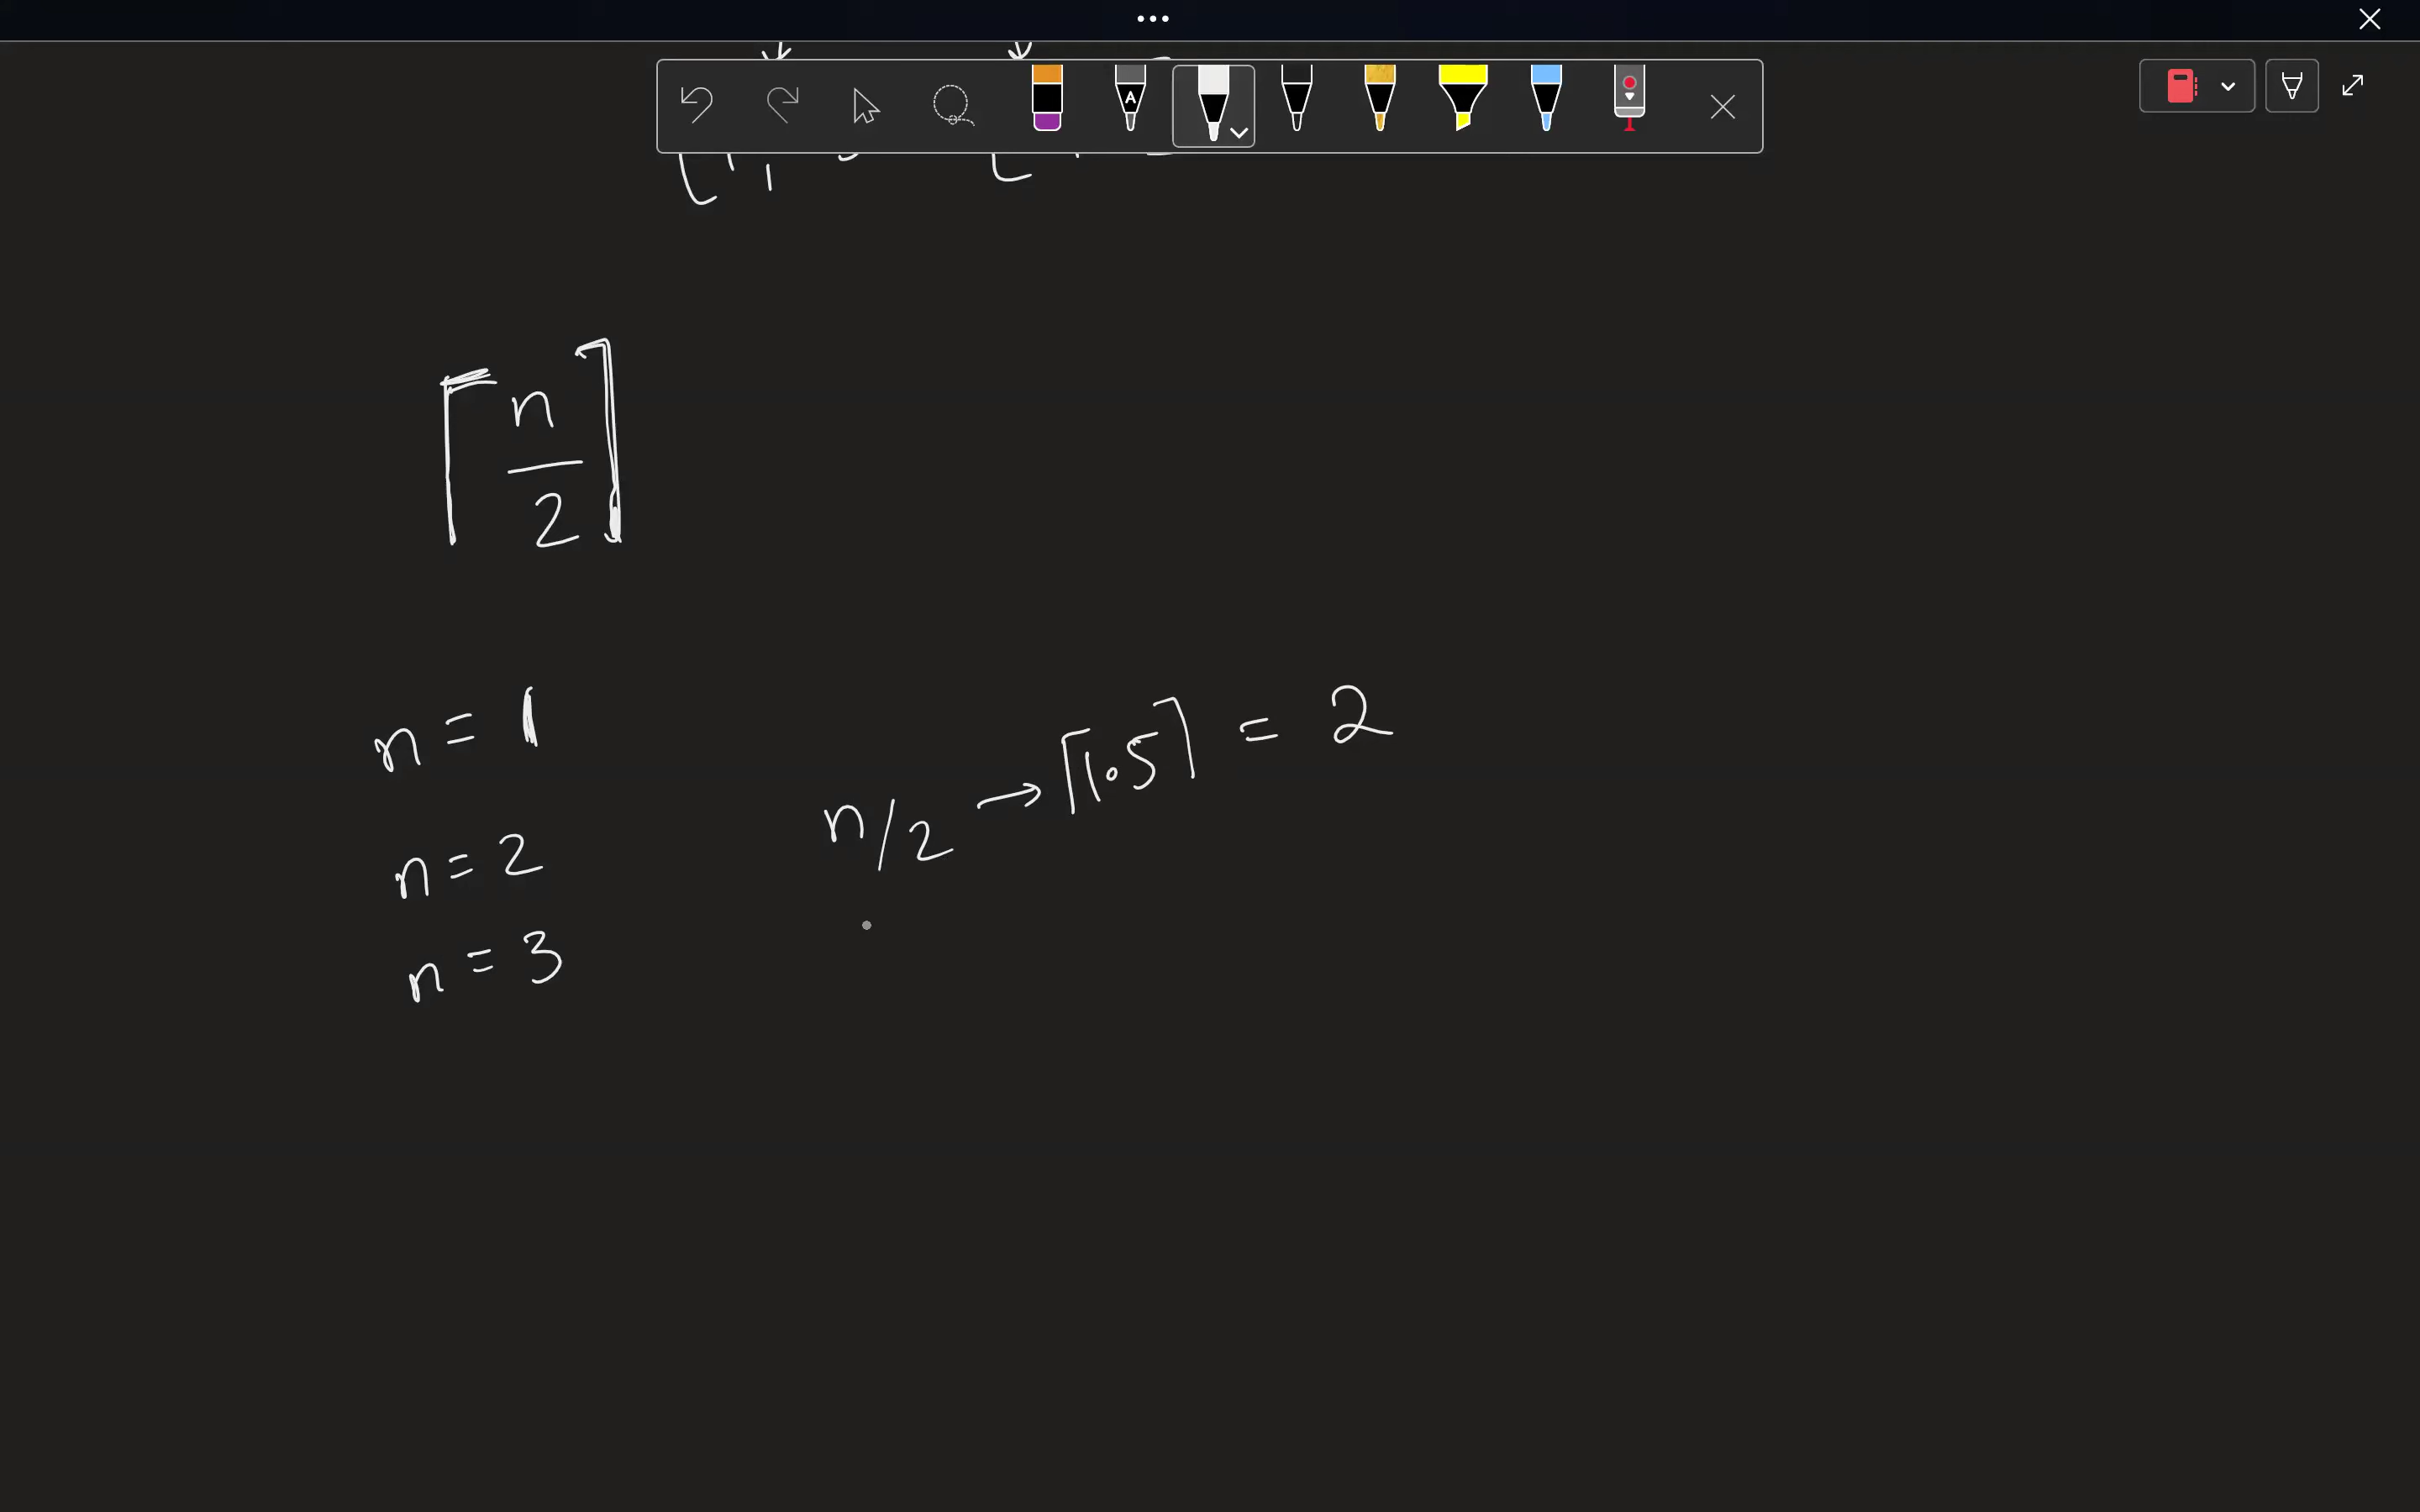 ⌈n/2⌉
n = 1
n/2 → ⌈1.5⌉ = 2
n = 2
n = 3